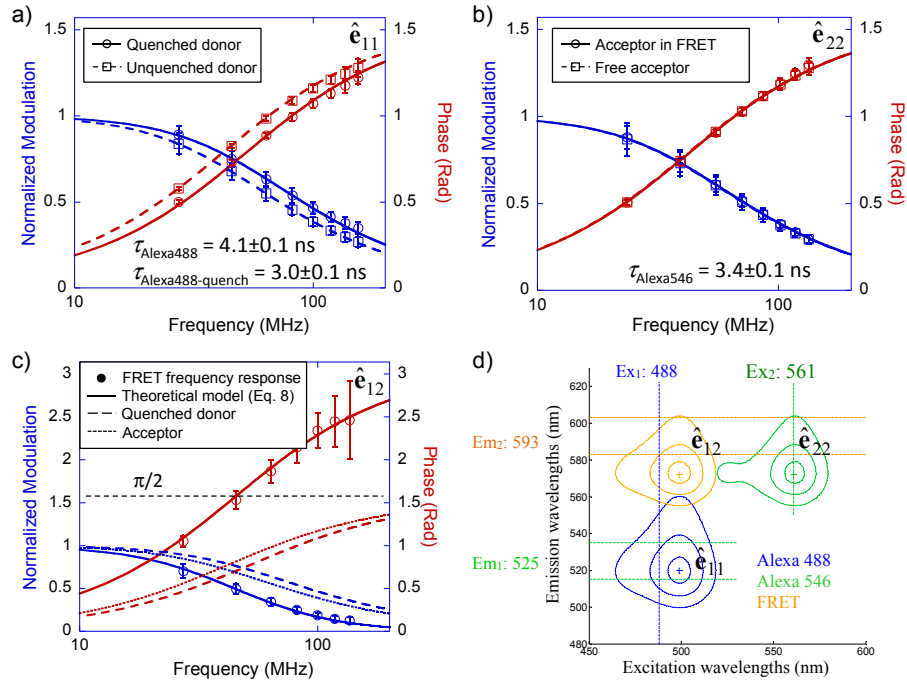 a)
ê11
Quenched donor
Unquenched donor
Normalized Modulation
Phase (Rad)
1.5
1
0.5
1.5
1
0.5
0
τAlexa488 = 4.1±0.1 ns
τAlexa488-quench = 3.0±0.1 ns
10
100
Frequency (MHz)
b)
ê22
Acceptor in FRET
Free acceptor
Normalized Modulation
Phase (Rad)
1.5
1
0.5
1.5
1
0.5
0
τAlexa546 = 3.4±0.1 ns
10
100
Frequency (MHz)
c)
ê12
FRET frequency response
Theoretical model (Eq. 8)
Quenched donor
Acceptor
π/2
Normalized Modulation
Phase (Rad)
3
2.5
2
1.5
1
0.5
0
3
2.5
2
1.5
1
0.5
0
10
100
Frequency (MHz)
d)
Ex1: 488
Ex2: 561
Em2: 593
Em1: 525
ê12
ê22
ê11
Alexa 488
Alexa 546
FRET
Emission wavelengths (nm)
620
600
580
560
540
520
500
480
450
500
550
600
Excitation wavelengths (nm)